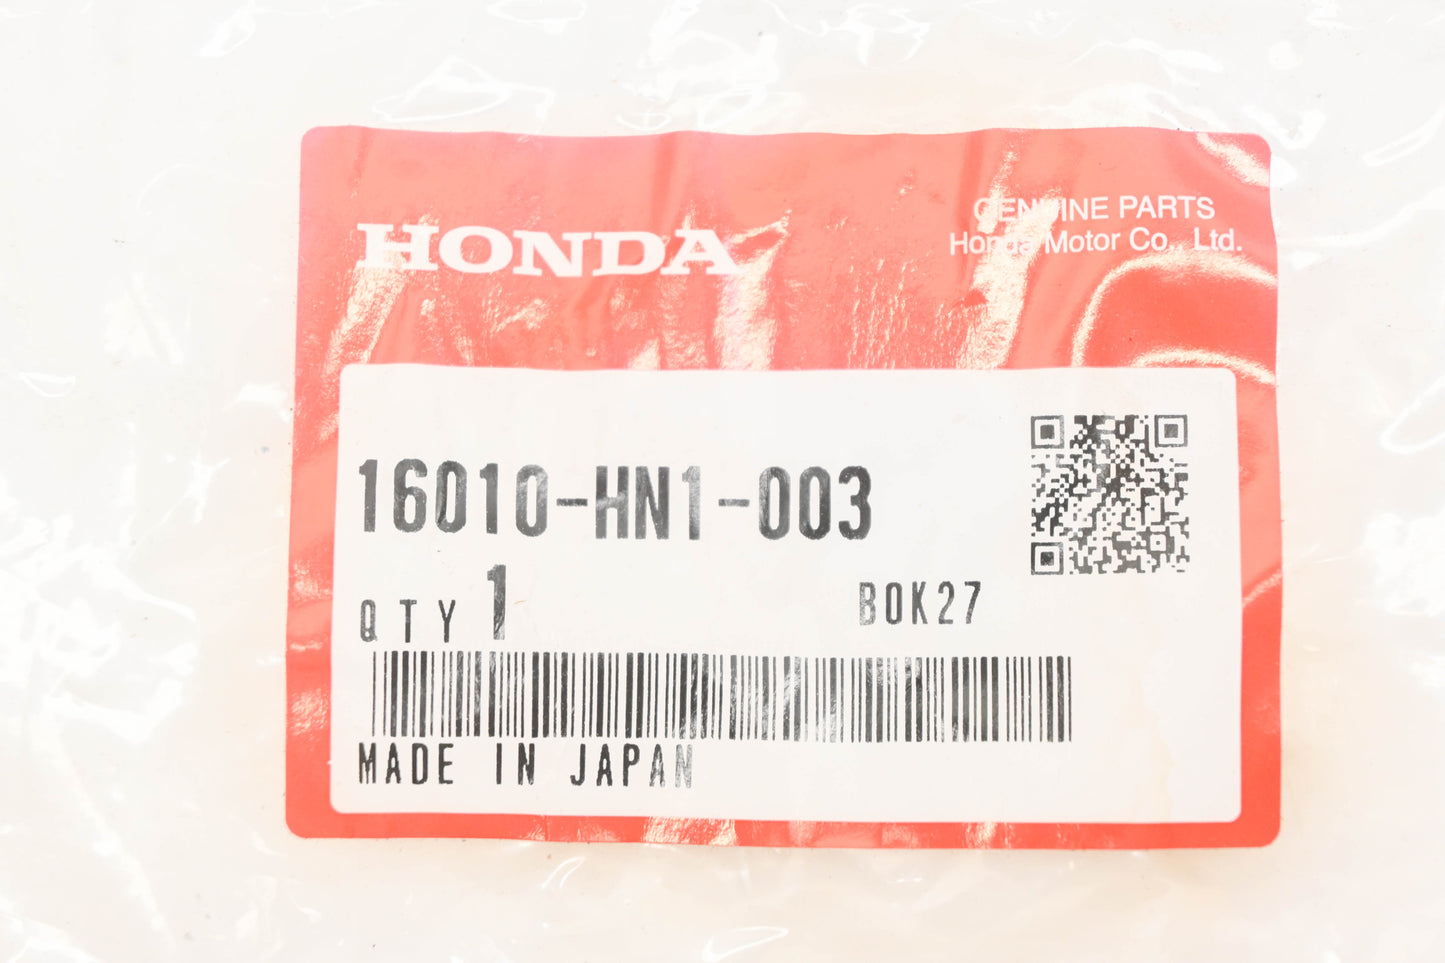 HONDA
GENUINE PARTS
Honda Motor Co., Ltd.
16010-HN1-003
QTY 1
B0K27
MADE IN JAPAN